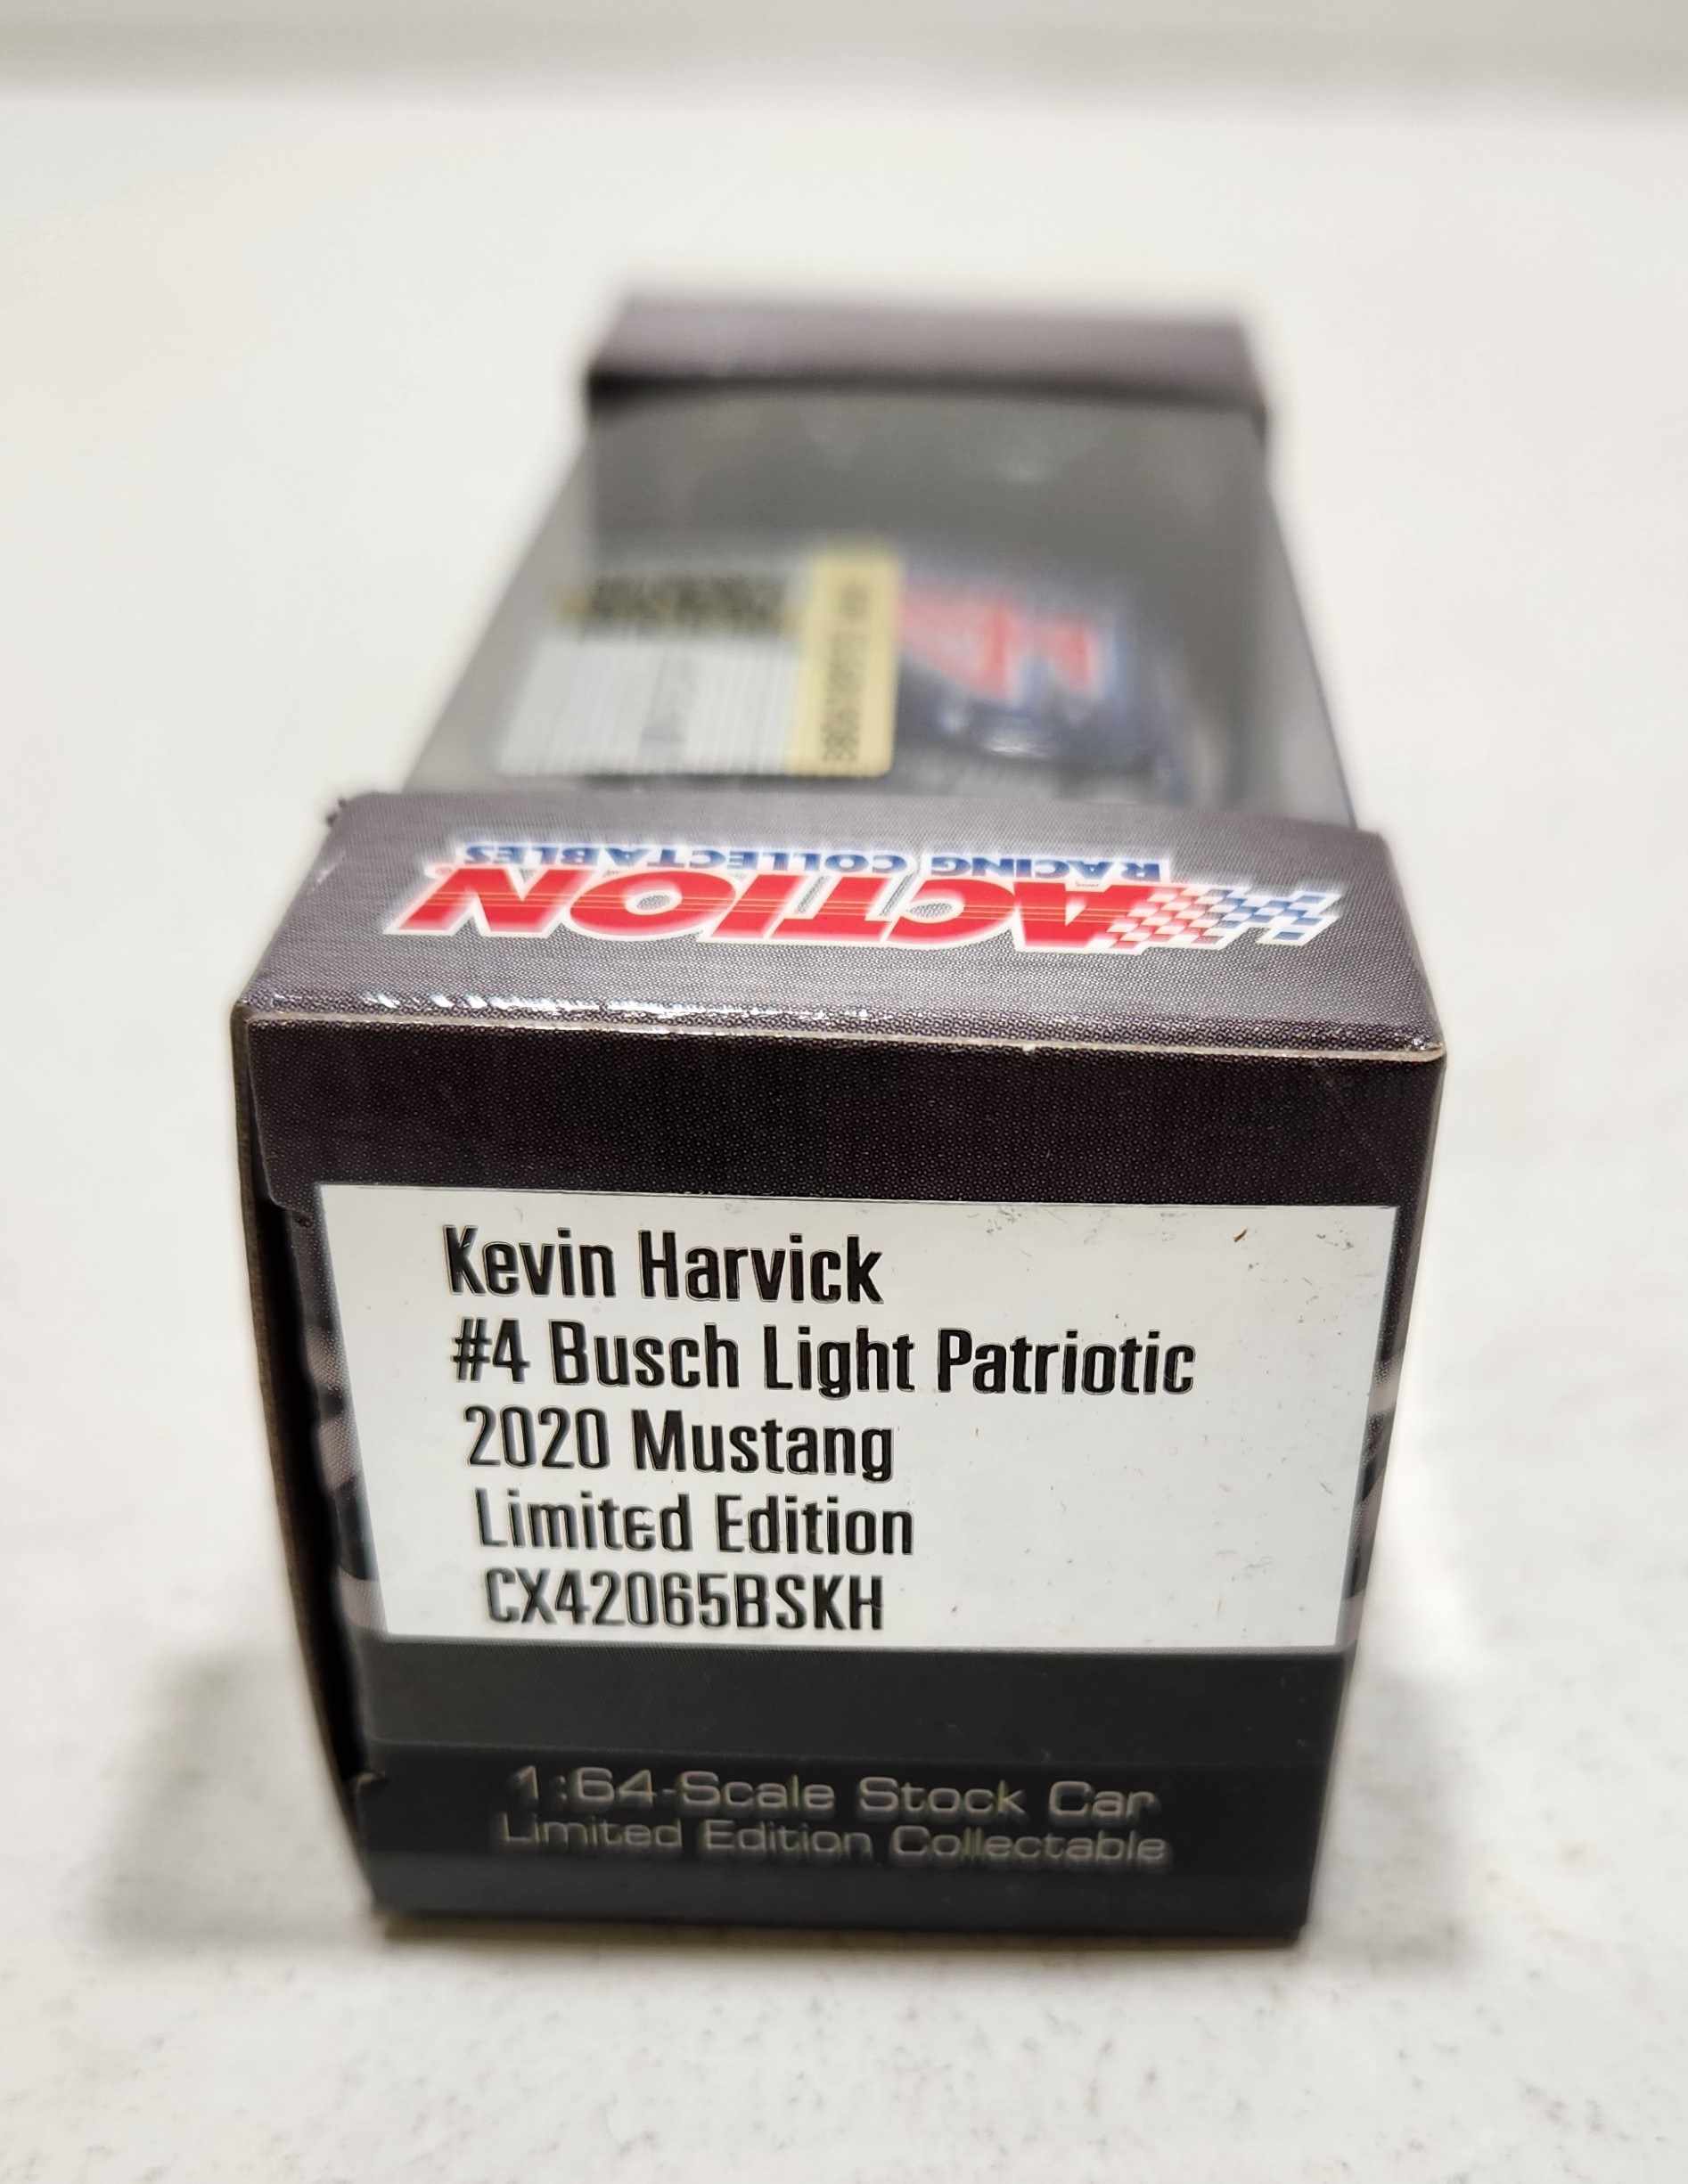 ACTION
RACING COLLECTABLES
Kevin Harvick
#4 Busch Light Patriotic
2020 Mustang
Limited Edition
CX42065BSKH
1:64-Scale Stock Car
Limited Edition Collectable